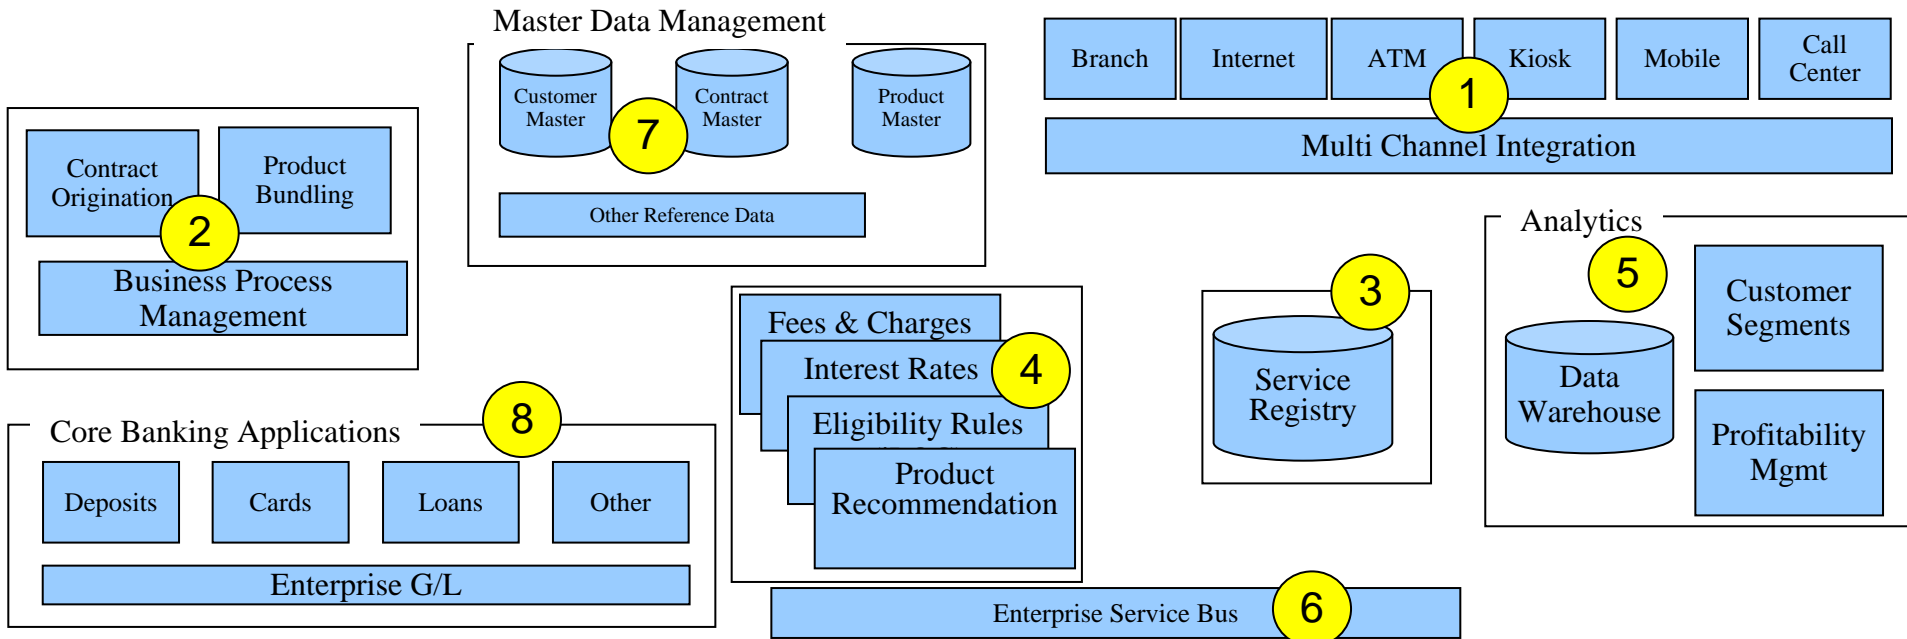 Master Data Management
Customer
Master
Contract
Master
Product
Master
7
Other Reference Data
Branch
Internet
ATM
Kiosk
Mobile
Call
Center
1
Multi Channel Integration
Contract
Origination
Product
Bundling
2
Business Process
Management
Fees & Charges
Interest Rates
4
Eligibility Rules
Product
Recommendation
3
Service
Registry
Analytics
5
Data
Warehouse
Customer
Segments
Profitability
Mgmt
Core Banking Applications
8
Deposits
Cards
Loans
Other
Enterprise G/L
Enterprise Service Bus
6